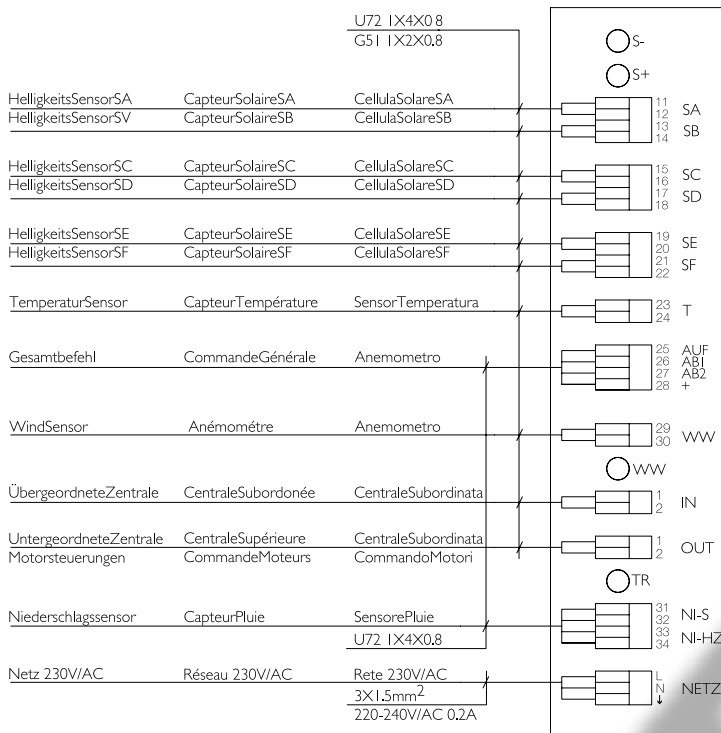 U72 1X4X0 8
G51 1X2X0.8
S-
S+
HelligkeitsSensorSA CapteurSolaireSA CellulaSolareSA 11 12 SA
HelligkeitsSensorSV CapteurSolaireSB CellulaSolareSB 13 14 SB
HelligkeitsSensorSC CapteurSolaireSC CellulaSolareSC 15 16 SC
HelligkeitsSensorSD CapteurSolaireSD CellulaSolareSD 17 18 SD
HelligkeitsSensorSE CapteurSolaireSE CellulaSolareSE 19 20 SE
HelligkeitsSensorSF CapteurSolaireSF CellulaSolareSF 21 22 SF
TemperaturSensor CapteurTempérature SensorTemperatura 23 24 T
Gesamtbefehl CommandeGénérale Anemometro 25 AUF
26 AB1
27 AB2
28 +
WindSensor Anémométre Anemometro 29 30 WW
WW
ÜbergeordneteZentrale CentraleSubordonée CentraleSubordinata 1 2 IN
UntergeordneteZentrale CentraleSupérieure CentraleSubordinata 1 2 OUT
Motorsteuerungen CommandeMoteurs CommandoMotori
TR
Niederschlagssensor CapteurPluie SensorePluie 31 32 NI-S
33 34 NI-HZ
U72 1X4X0.8
Netz 230V/AC Réseau 230V/AC Rete 230V/AC L N ↓ NETZ
3X1.5mm²
220-240V/AC 0.2A